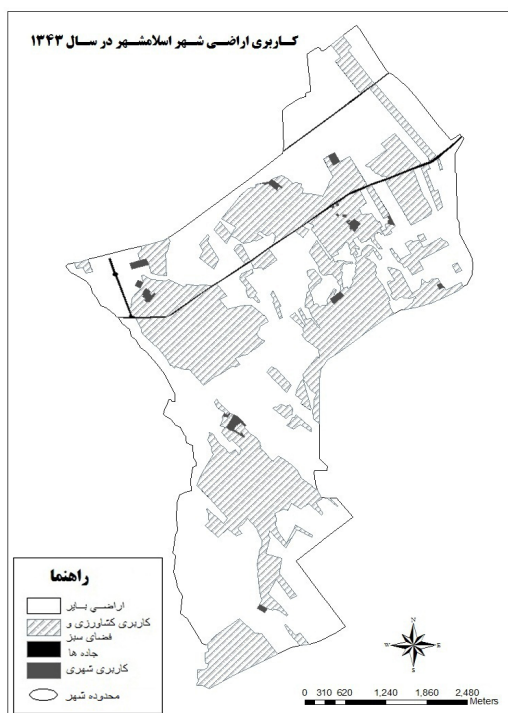 کاربری اراضی شهر اسلامشهر در سال ۱۳۴۳
راهنما
اراضی بایر
کاربری کشاورزی و
فضای سبز
جاده ها
کاربری شهری
محدوده شهر
N
W E
S
0 310 620 1,240 1,860 2,480
Meters